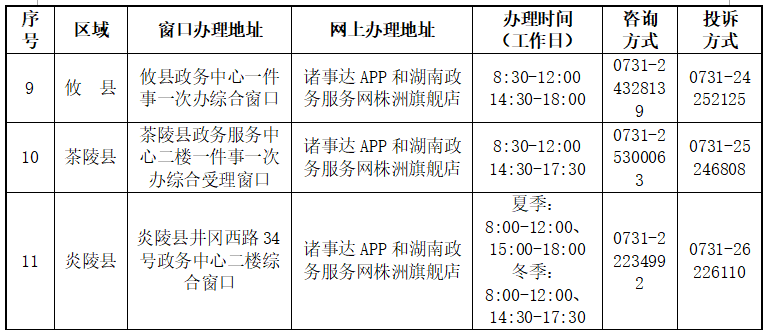 序号 区域 窗口办理地址 网上办理地址 办理时间（工作日） 咨询方式 投诉方式
9 攸 县 攸县政务中心一件事一次办综合窗口 诸事达 APP 和湖南政务服务网株洲旗舰店 8:30-12:00 14:30-18:00 0731-24328139 0731-24252125
10 茶陵县 茶陵县政务服务中心二楼一件事一次办综合受理窗口 诸事达 APP 和湖南政务服务网株洲旗舰店 8:30-12:00 14:30-17:30 0731-25300063 0731-25246808
11 炎陵县 炎陵县井冈西路 34 号政务中心二楼综合窗口 诸事达 APP 和湖南政务服务网株洲旗舰店 夏季： 8:00-12:00、15:00-18:00 冬季： 8:00-12:00、14:30-17:30 0731-22234992 0731-26226110